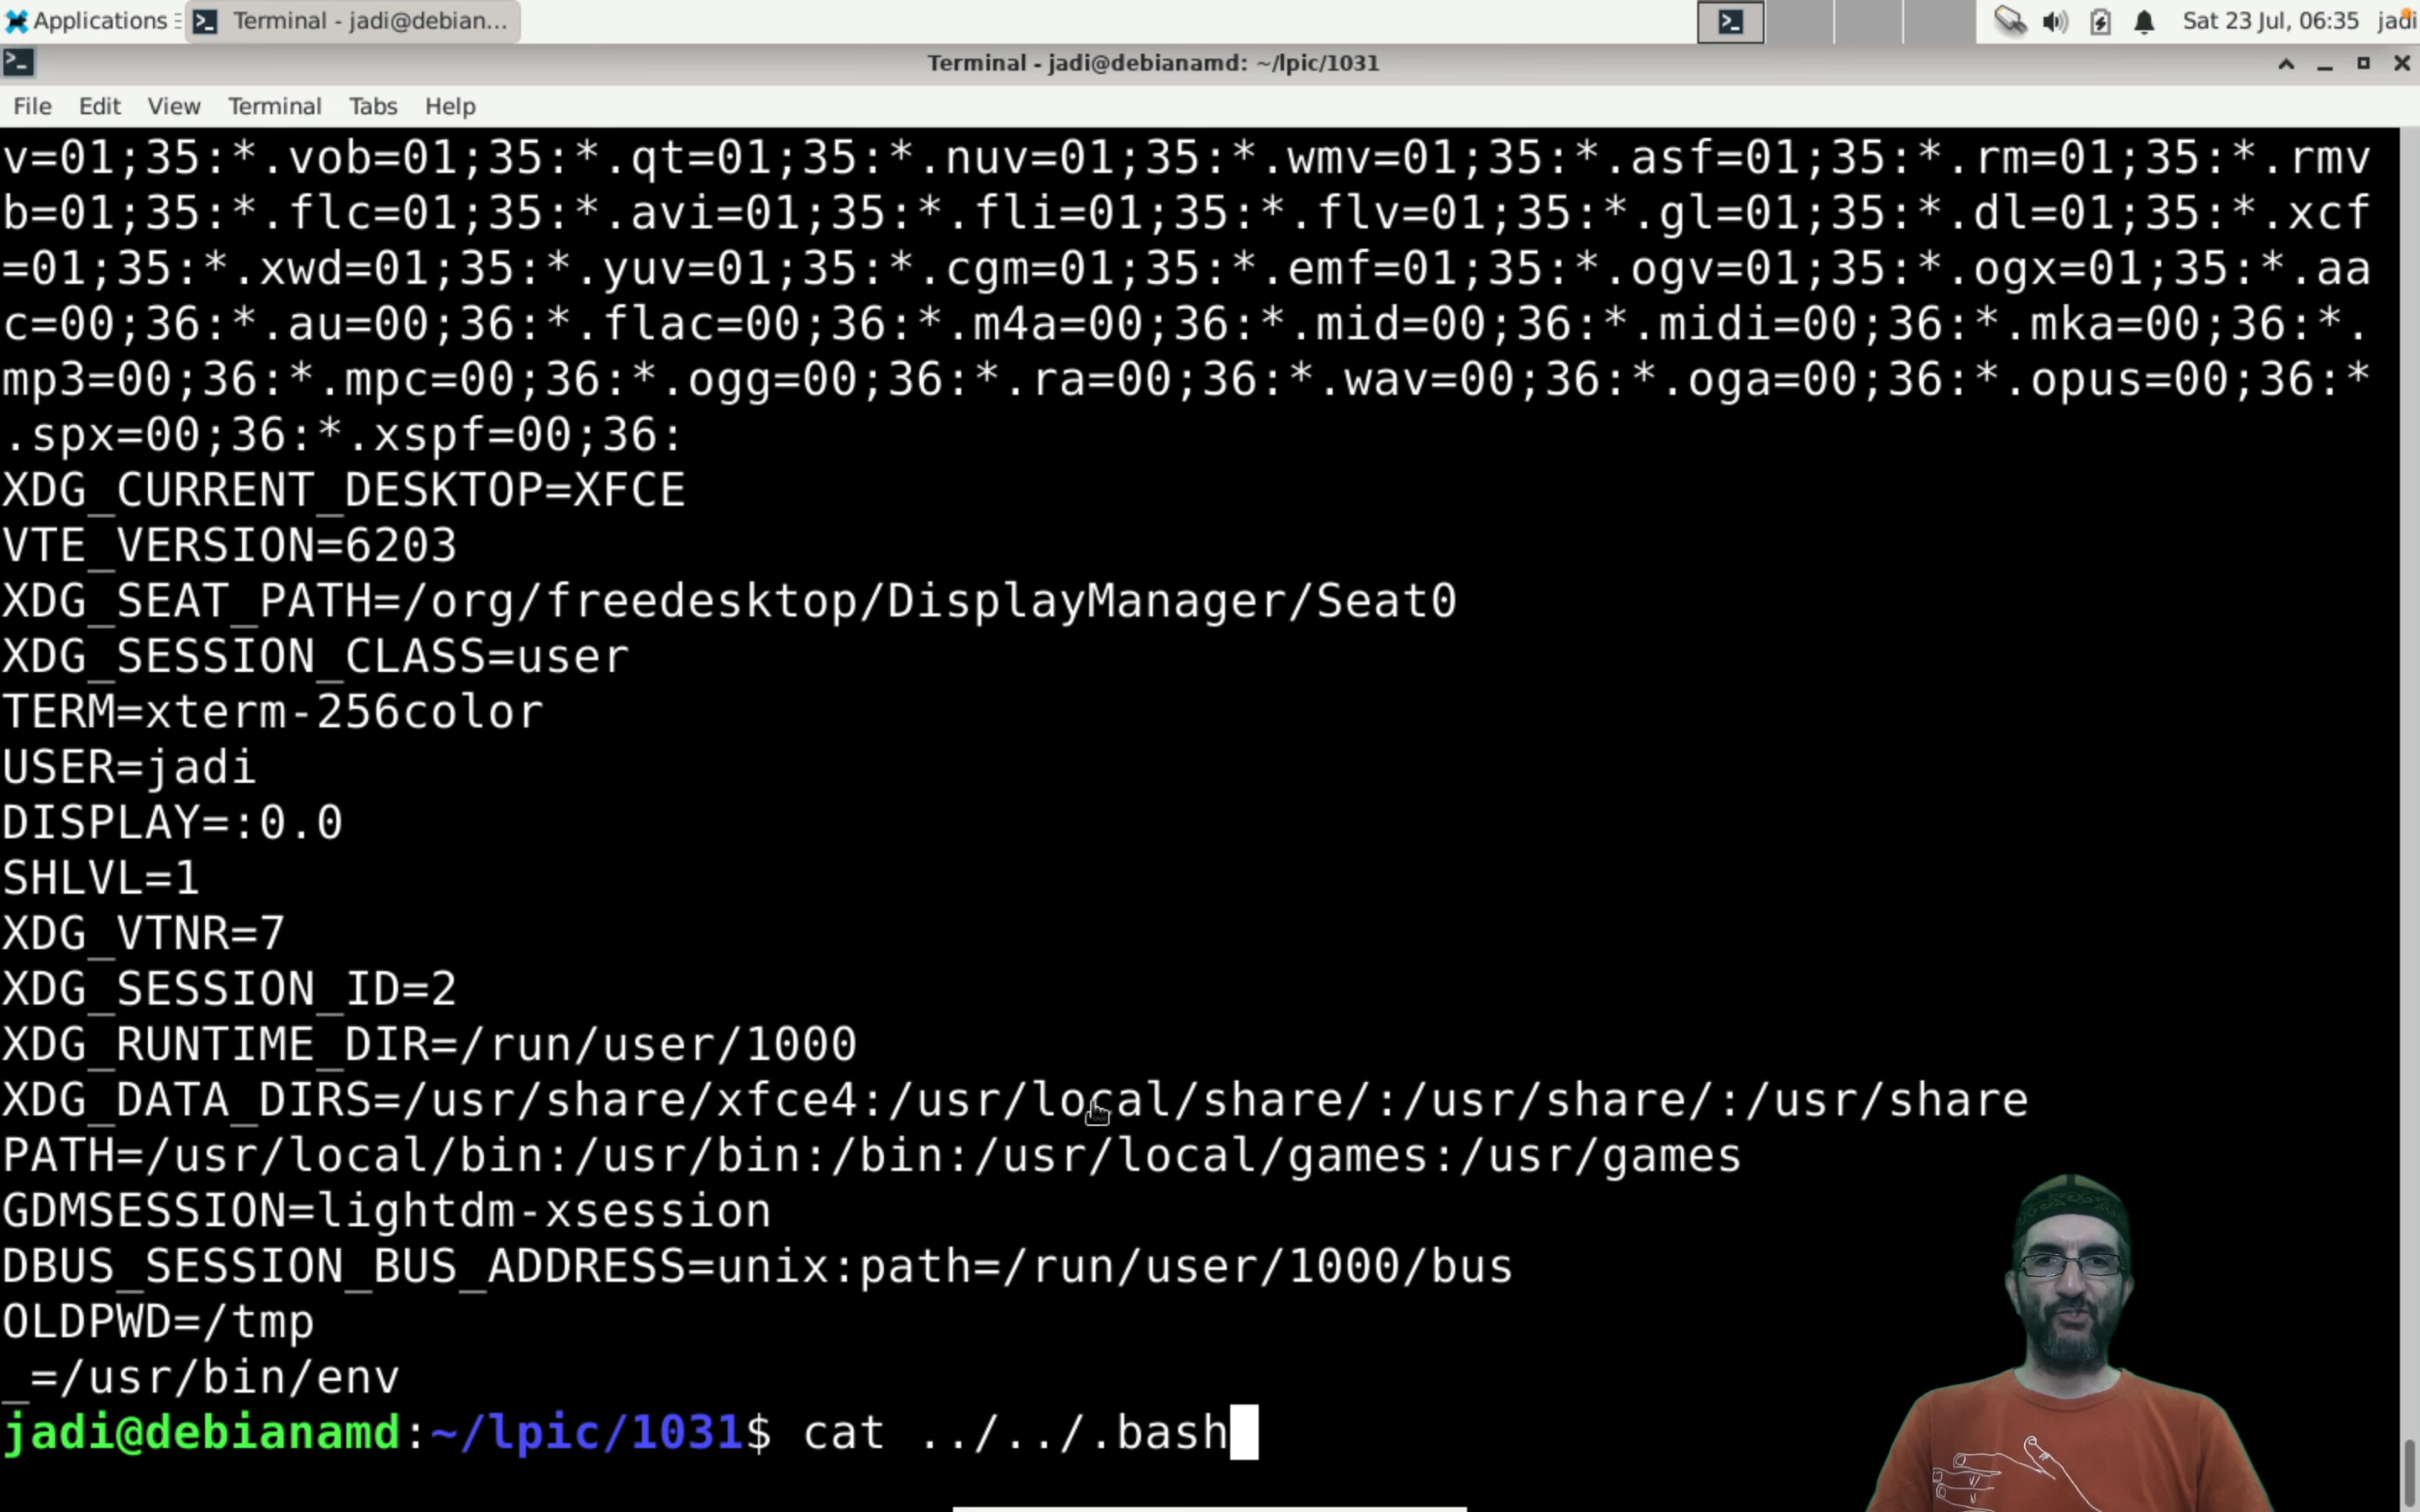 Applications Terminal - jadi@debian... Sat 23 Jul, 06:35 jadi
Terminal - jadi@debianamd: ~/lpic/1031
File Edit View Terminal Tabs Help
v=01;35:*.vob=01;35:*.qt=01;35:*.nuv=01;35:*.wmv=01;35:*.asf=01;35:*.rm=01;35:*.rmv
b=01;35:*.flc=01;35:*.avi=01;35:*.fli=01;35:*.flv=01;35:*.gl=01;35:*.dl=01;35:*.xcf
=01;35:*.xwd=01;35:*.yuv=01;35:*.cgm=01;35:*.emf=01;35:*.ogv=01;35:*.ogx=01;35:*.aa
c=00;36:*.au=00;36:*.flac=00;36:*.m4a=00;36:*.mid=00;36:*.midi=00;36:*.mka=00;36:*.
mp3=00;36:*.mpc=00;36:*.ogg=00;36:*.ra=00;36:*.wav=00;36:*.oga=00;36:*.opus=00;36:*
.spx=00;36:*.xspf=00;36:
XDG_CURRENT_DESKTOP=XFCE
VTE_VERSION=6203
XDG_SEAT_PATH=/org/freedesktop/DisplayManager/Seat0
XDG_SESSION_CLASS=user
TERM=xterm-256color
USER=jadi
DISPLAY=:0.0
SHLVL=1
XDG_VTNR=7
XDG_SESSION_ID=2
XDG_RUNTIME_DIR=/run/user/1000
XDG_DATA_DIRS=/usr/share/xfce4:/usr/local/share/:/usr/share/:/usr/share
PATH=/usr/local/bin:/usr/bin:/bin:/usr/local/games:/usr/games
GDMSESSION=lightdm-xsession
DBUS_SESSION_BUS_ADDRESS=unix:path=/run/user/1000/bus
OLDPWD=/tmp
_=/usr/bin/env
jadi@debianamd:~/lpic/1031$ cat ../../.bash